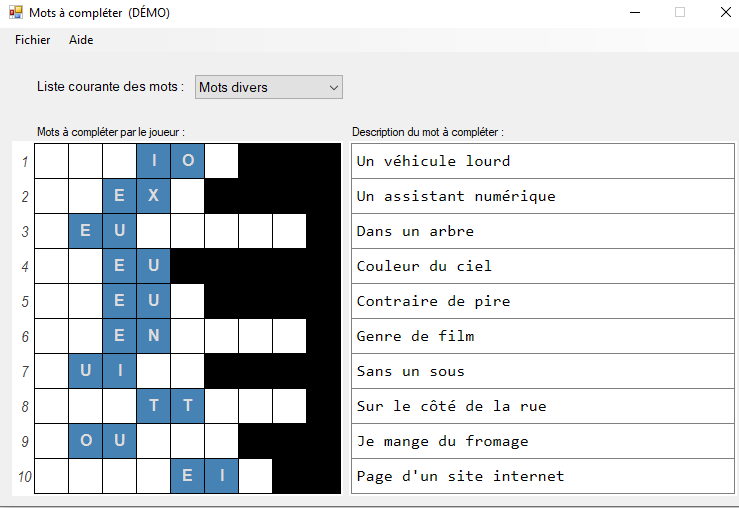 Mots à compléter (DÉMO)
Fichier Aide
Liste courante des mots : Mots divers
Mots à compléter par le joueur : Description du mot à compléter :
1 I O Un véhicule lourd
2 E X Un assistant numérique
3 E U Dans un arbre
4 E U Couleur du ciel
5 E U Contraire de pire
6 E N Genre de film
7 U I Sans un sous
8 T T Sur le côté de la rue
9 O U Je mange du fromage
10 E I Page d'un site internet